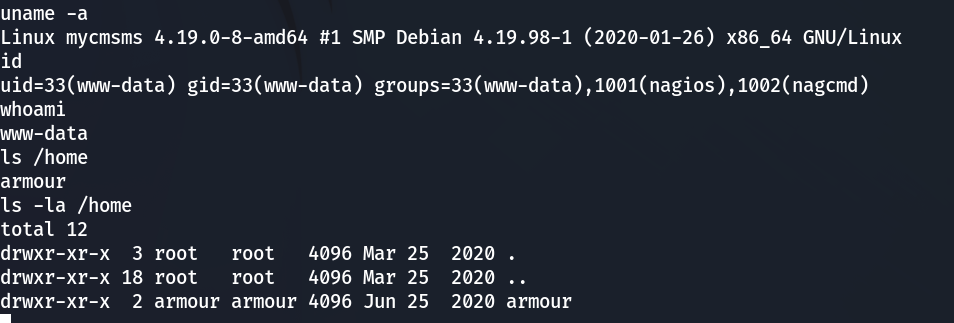 uname -a
Linux mycmsms 4.19.0-8-amd64 #1 SMP Debian 4.19.98-1 (2020-01-26) x86_64 GNU/Linux
id
uid=33(www-data) gid=33(www-data) groups=33(www-data),1001(nagios),1002(nagcmd)
whoami
www-data
ls /home
armour
ls -la /home
total 12
drwxr-xr-x  3 root   root   4096 Mar 25  2020 .
drwxr-xr-x 18 root   root   4096 Mar 25  2020 ..
drwxr-xr-x  2 armour armour 4096 Jun 25  2020 armour